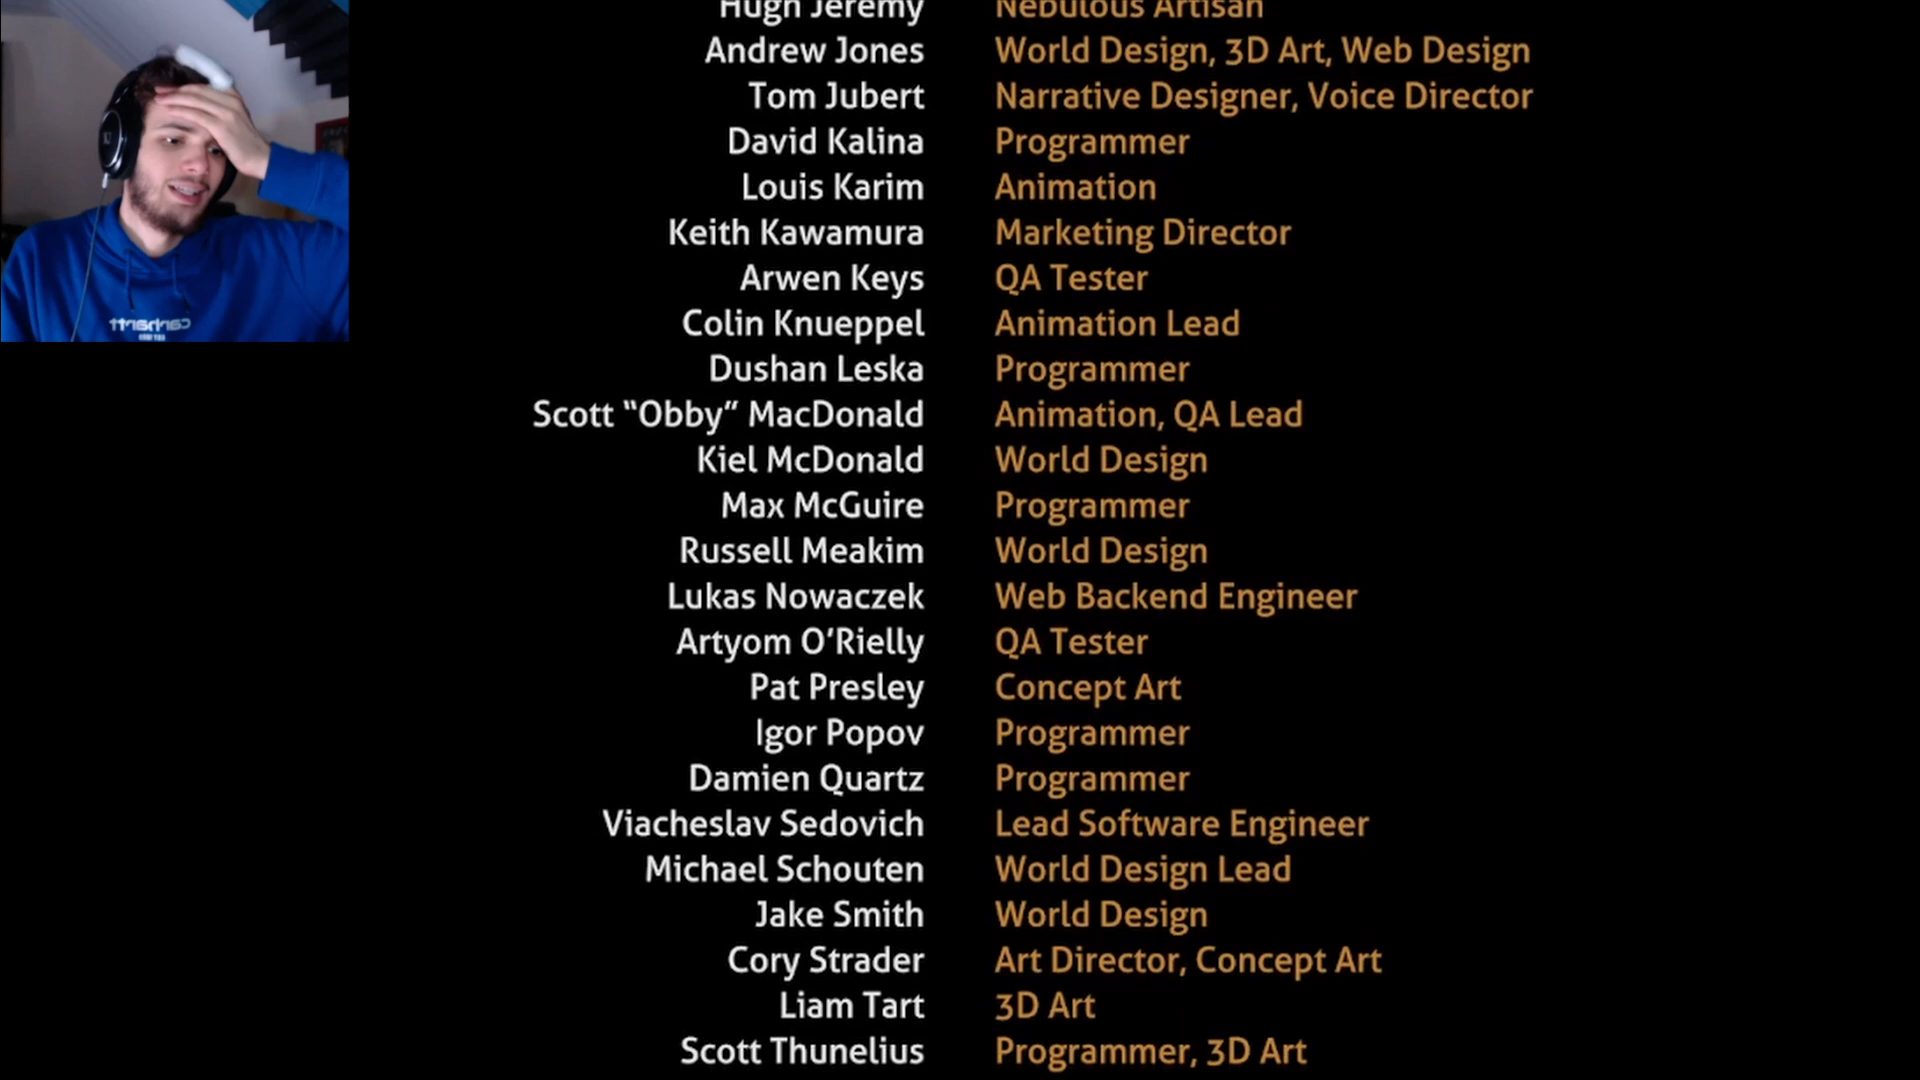 Hugh Jeremy Nebulous Artisan
Andrew Jones World Design, 3D Art, Web Design
Tom Jubert Narrative Designer, Voice Director
David Kalina Programmer
Louis Karim Animation
Keith Kawamura Marketing Director
Arwen Keys QA Tester
Colin Knueppel Animation Lead
Dushan Leska Programmer
Scott “Obby” MacDonald Animation, QA Lead
Kiel McDonald World Design
Max McGuire Programmer
Russell Meakim World Design
Lukas Nowaczek Web Backend Engineer
Artyom O’Rielly QA Tester
Pat Presley Concept Art
Igor Popov Programmer
Damien Quartz Programmer
Viacheslav Sedovich Lead Software Engineer
Michael Schouten World Design Lead
Jake Smith World Design
Cory Strader Art Director, Concept Art
Liam Tart 3D Art
Scott Thunelius Programmer, 3D Art
carhartt